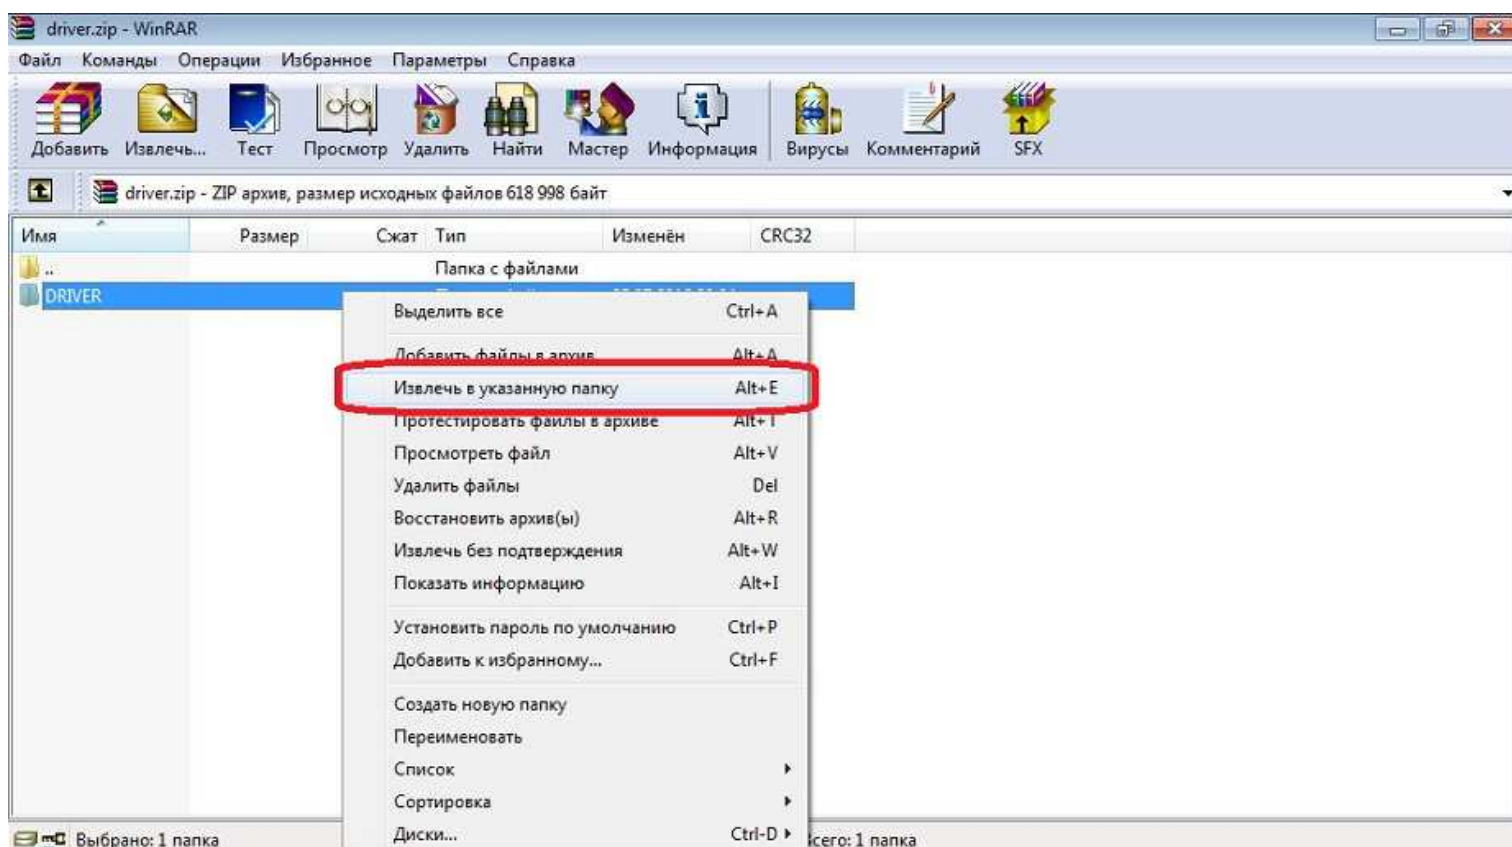 driver.zip - WinRAR
Файл Команды Операции Избранное Параметры Справка
Добавить Извлечь... Тест Просмотр Удалить Найти Мастер Информация Вирусы Комментарий SFX
driver.zip - ZIP архив, размер исходных файлов 618 998 байт
Имя Размер Сжат Тип Изменён CRC32
.. Папка с файлами
DRIVER
Выделить все Ctrl+A
Добавить файлы в архив Alt+A
Извлечь в указанную папку Alt+E
Протестировать файлы в архиве Alt+T
Просмотреть файл Alt+V
Удалить файлы Del
Восстановить архив(ы) Alt+R
Извлечь без подтверждения Alt+W
Показать информацию Alt+I
Установить пароль по умолчанию Ctrl+P
Добавить к избранному... Ctrl+F
Создать новую папку
Переименовать
Список
Сортировка
Диски... Ctrl-D
Выбрано: 1 папка сего: 1 папка